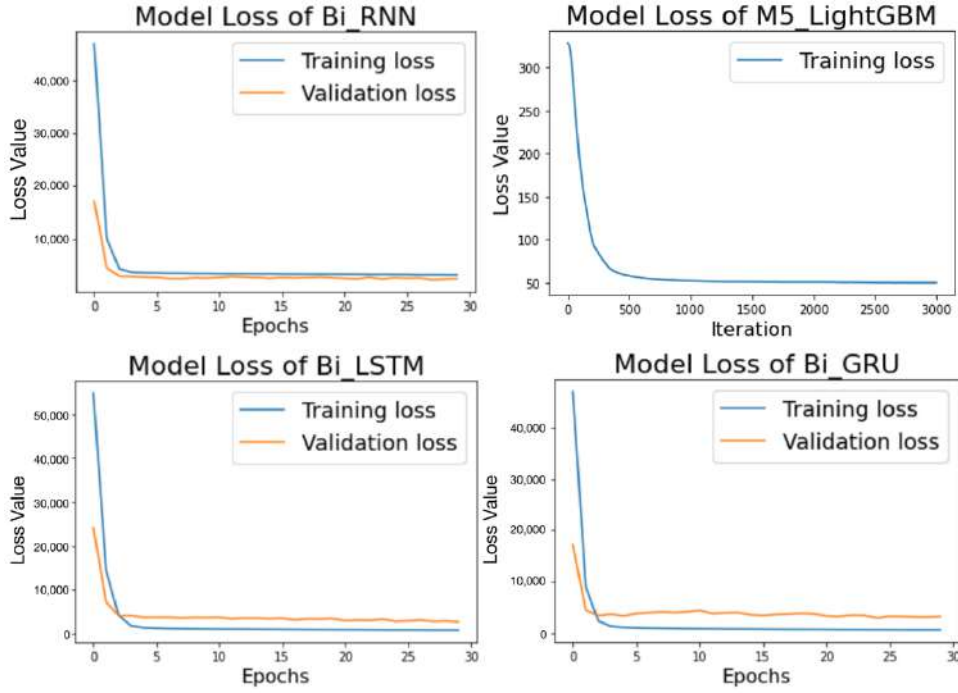 Model Loss of Bi_RNN
Training loss
Validation loss
Loss Value
40,000
30,000
20,000
10,000
0 5 10 15 20 25 30
Epochs
Model Loss of M5_LightGBM
Training loss
Loss Value
300
250
200
150
100
50
0 500 1000 1500 2000 2500 3000
Iteration
Model Loss of Bi_LSTM
Training loss
Validation loss
Loss Value
50,000
40,000
30,000
20,000
10,000
0
0 5 10 15 20 25 30
Epochs
Model Loss of Bi_GRU
Training loss
Validation loss
Loss Value
40,000
30,000
20,000
10,000
0
0 5 10 15 20 25 30
Epochs